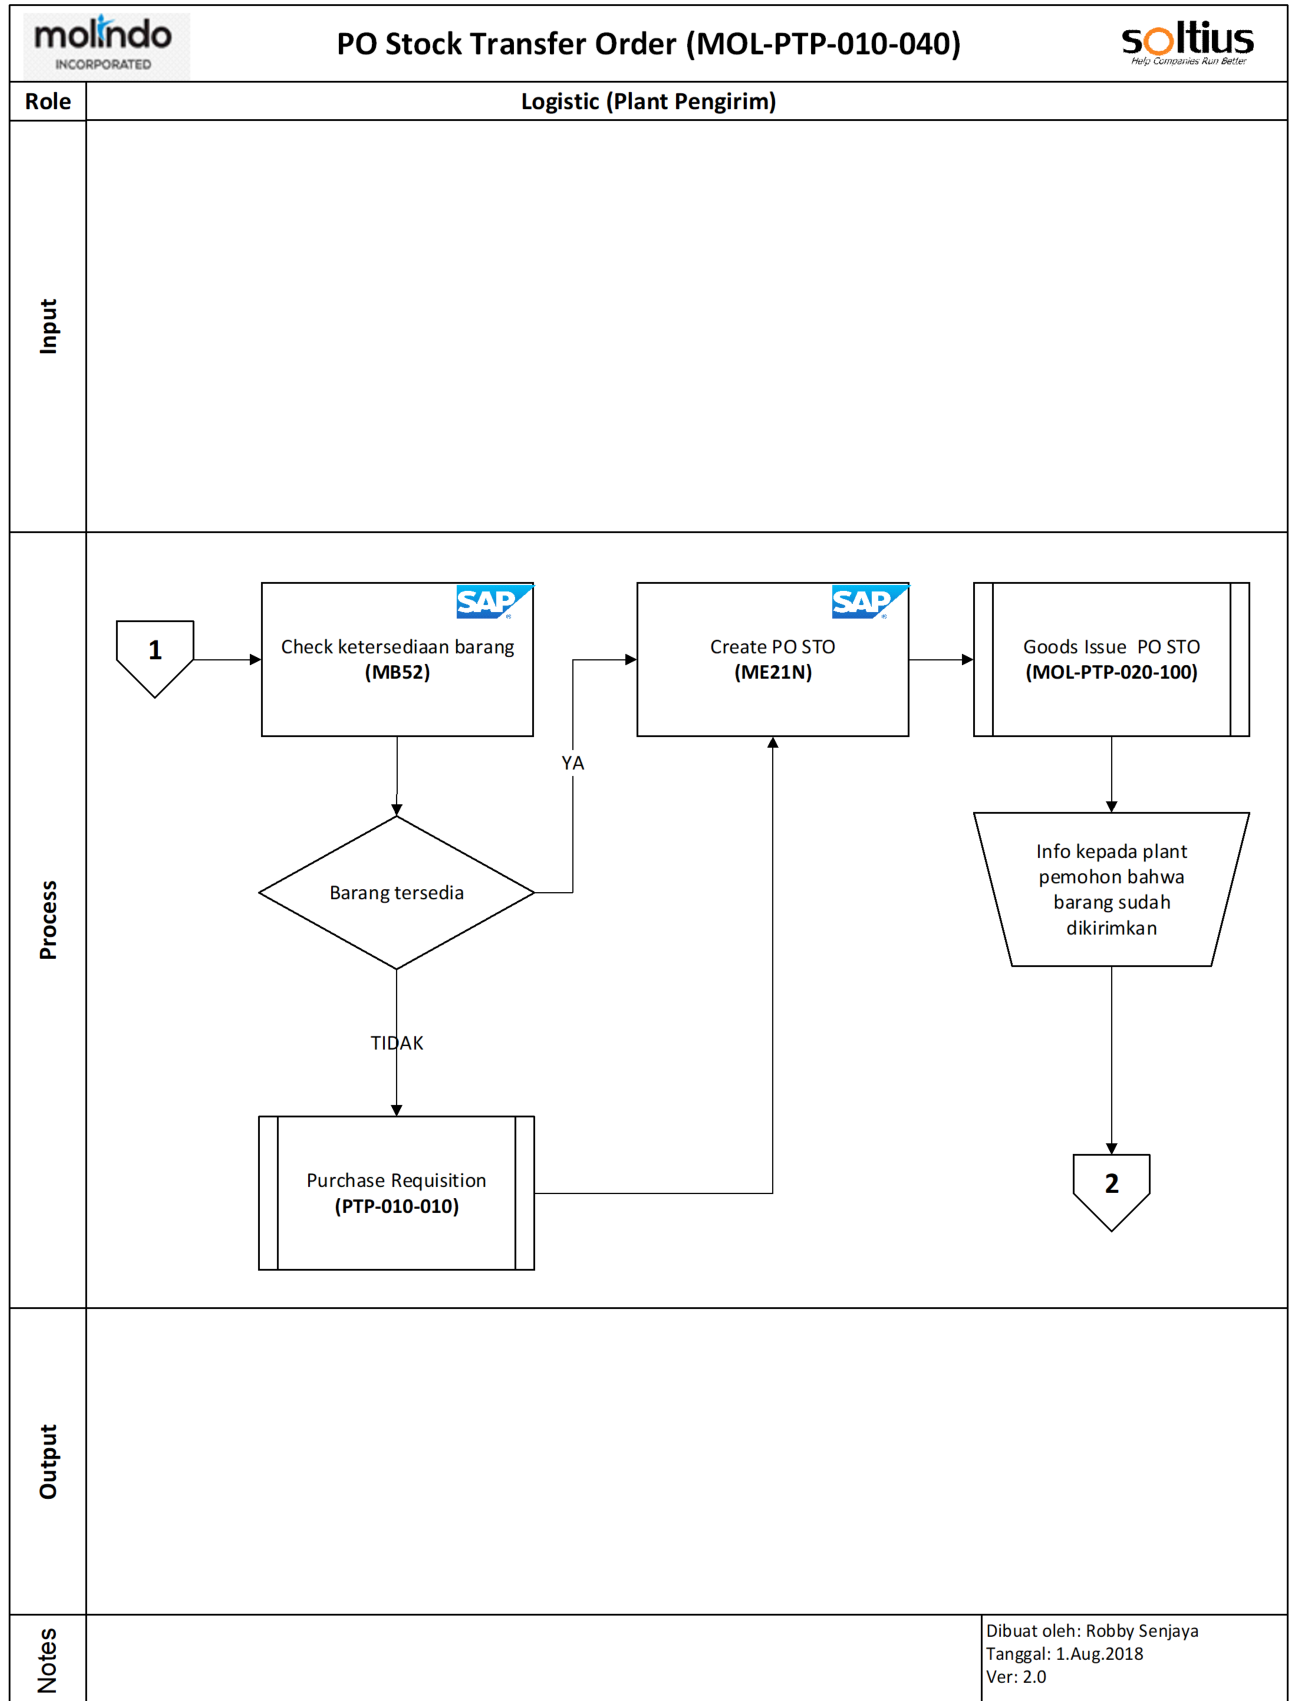 molindo
INCORPORATED
PO Stock Transfer Order (MOL-PTP-010-040)
soltius
Help Companies Run Better
Role
Logistic (Plant Pengirim)
Input
Process
1
SAP
Check ketersediaan barang
(MB52)
SAP
Create PO STO
(ME21N)
Goods Issue PO STO
(MOL-PTP-020-100)
YA
Barang tersedia
Info kepada plant
pemohon bahwa
barang sudah
dikirimkan
TIDAK
Purchase Requisition
(PTP-010-010)
2
Output
Notes
Dibuat oleh: Robby Senjaya
Tanggal: 1.Aug.2018
Ver: 2.0